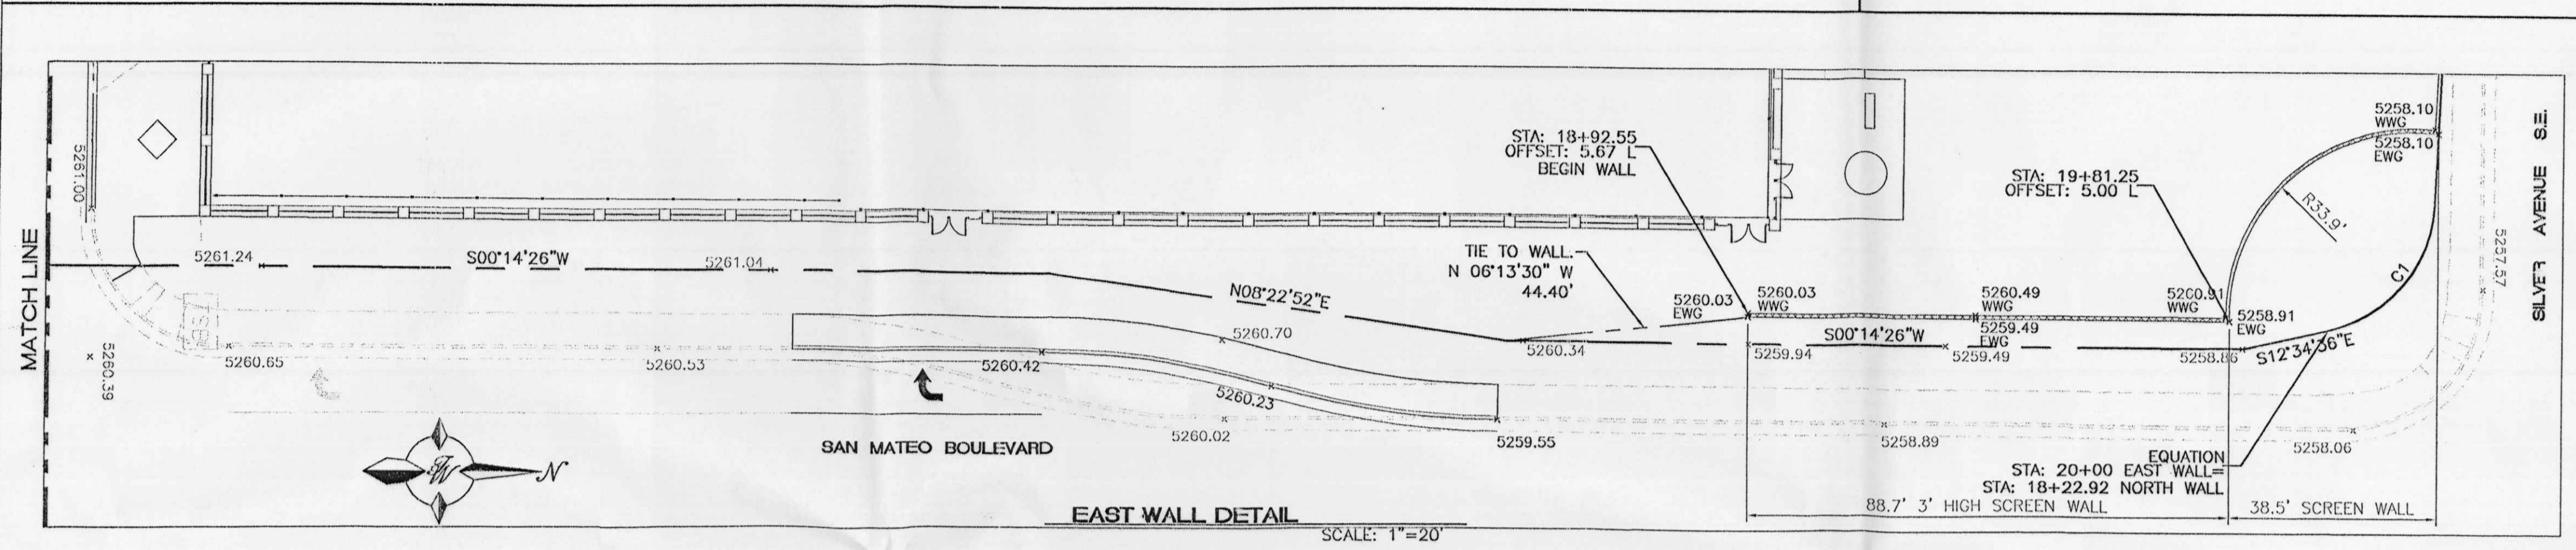 5258.10
WWG
5258.10
EWG
SILVER AVENUE S.E.
STA: 18+92.55
OFFSET: 5.67 L
BEGIN WALL
5261.00
STA: 19+81.25
OFFSET: 5.00 L
R33.9'
5257.57
MATCH LINE
5261.24
S00°14'26"W
5261.04
TIE TO WALL.
N 06°13'30" W
44.40'
C1
N08°22'52"E
5260.03
EWG
5260.03
WWG
5260.49
WWG
5260.91
WWG
5258.91
EWG
5259.49
EWG
S00°14'26"W
5260.70
5260.34
5259.94
5259.49
5258.86
S12°34'36"E
5260.39
5260.65
5260.53
5260.42
5260.23
5260.02
5259.55
5258.89
5258.06
SAN MATEO BOULEVARD
N
EQUATION
STA: 20+00 EAST WALL=
STA: 18+22.92 NORTH WALL
88.7' 3' HIGH SCREEN WALL
38.5' SCREEN WALL
EAST WALL DETAIL
SCALE: 1"=20'